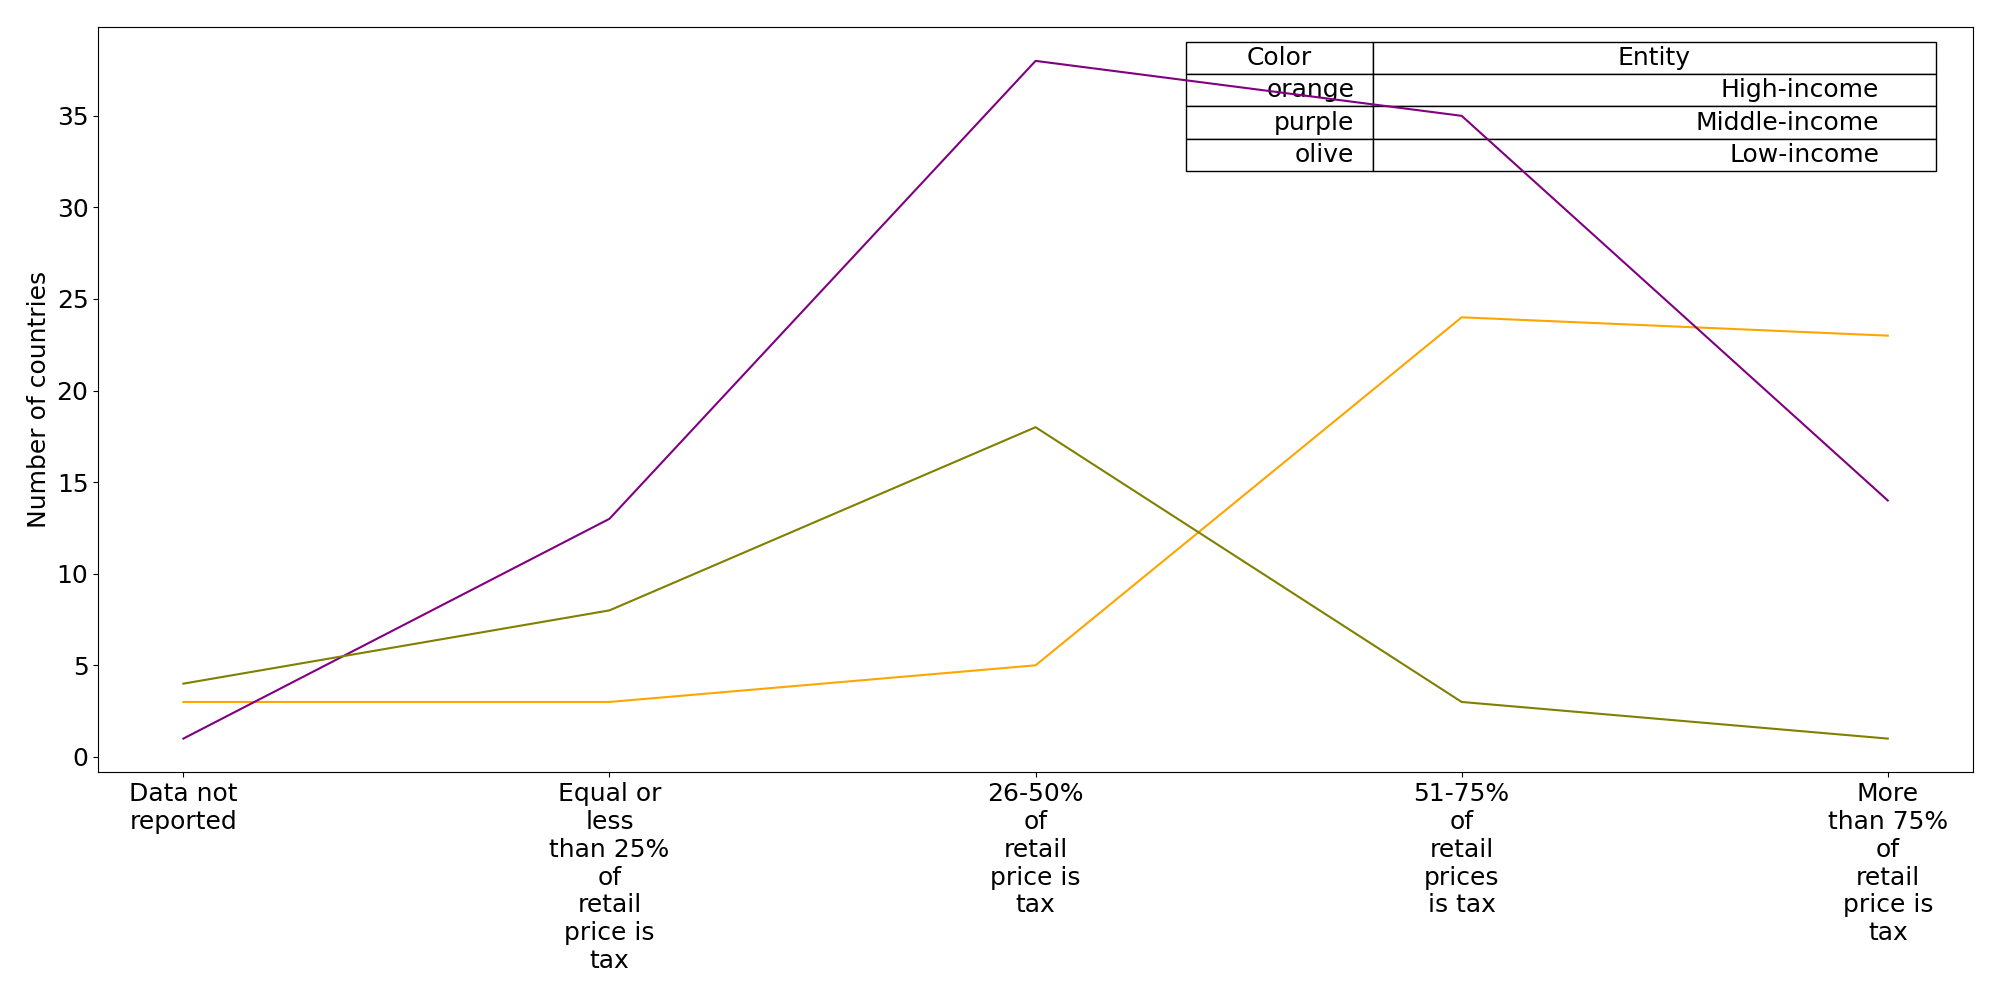 Color Entity
orange High-income
purple Middle-income
olive Low-income
Number of countries
35
30
25
20
15
10
5
0
Data not
reported
Equal or
less
than 25%
of
retail
price is
tax
26-50%
of
retail
price is
tax
51-75%
of
retail
prices
is tax
More
than 75%
of
retail
price is
tax